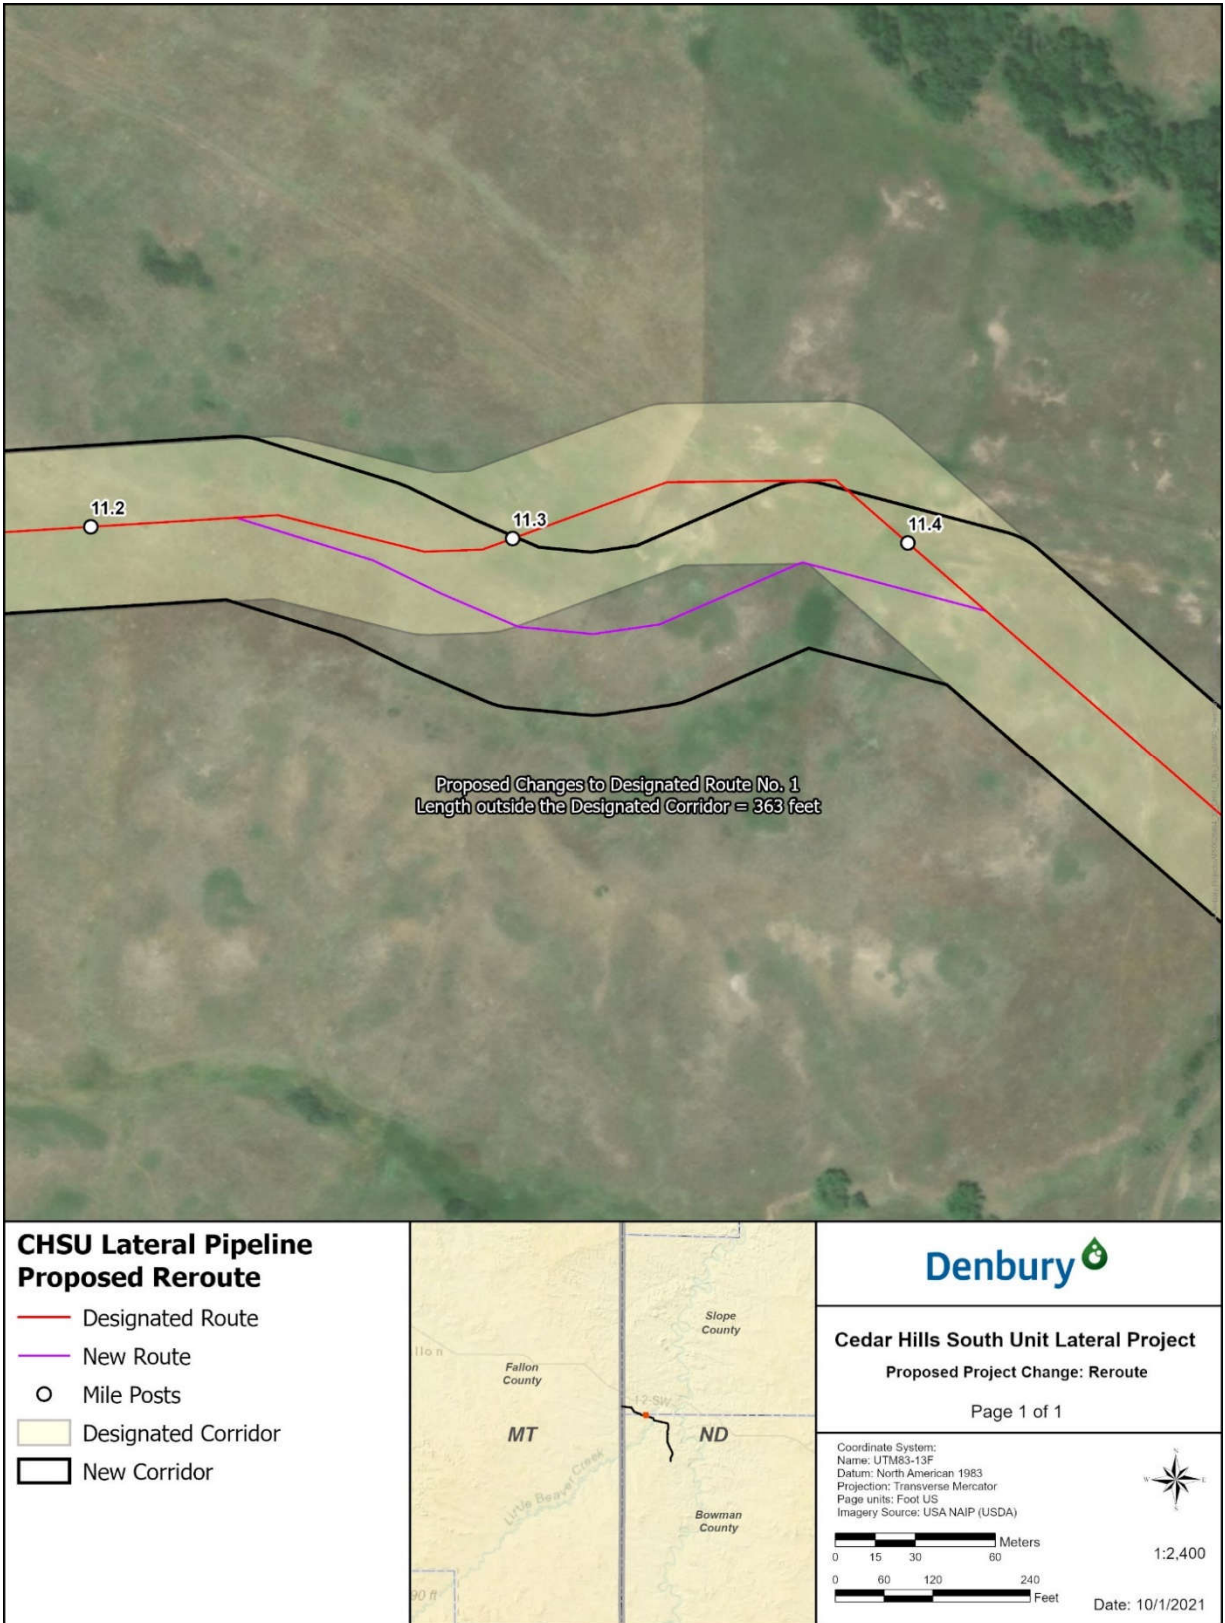 11.2
11.3
11.4
Proposed Changes to Designated Route No. 1
Length outside the Designated Corridor = 363 feet
CHSU Lateral Pipeline
Proposed Reroute
Designated Route
New Route
Mile Posts
Designated Corridor
New Corridor
llon
Fallon
County
Slope
County
12-SW
MT
ND
Little Beaver Creek
Bowman
County
90 ft
Denbury
Cedar Hills South Unit Lateral Project
Proposed Project Change: Reroute
Page 1 of 1
Coordinate System:
Name: UTM83-13F
Datum: North American 1983
Projection: Transverse Mercator
Page units: Foot US
Imagery Source: USA NAIP (USDA)
N
W
E
S
Meters
0 15 30 60
1:2,400
0 60 120 240
Feet
Date: 10/1/2021